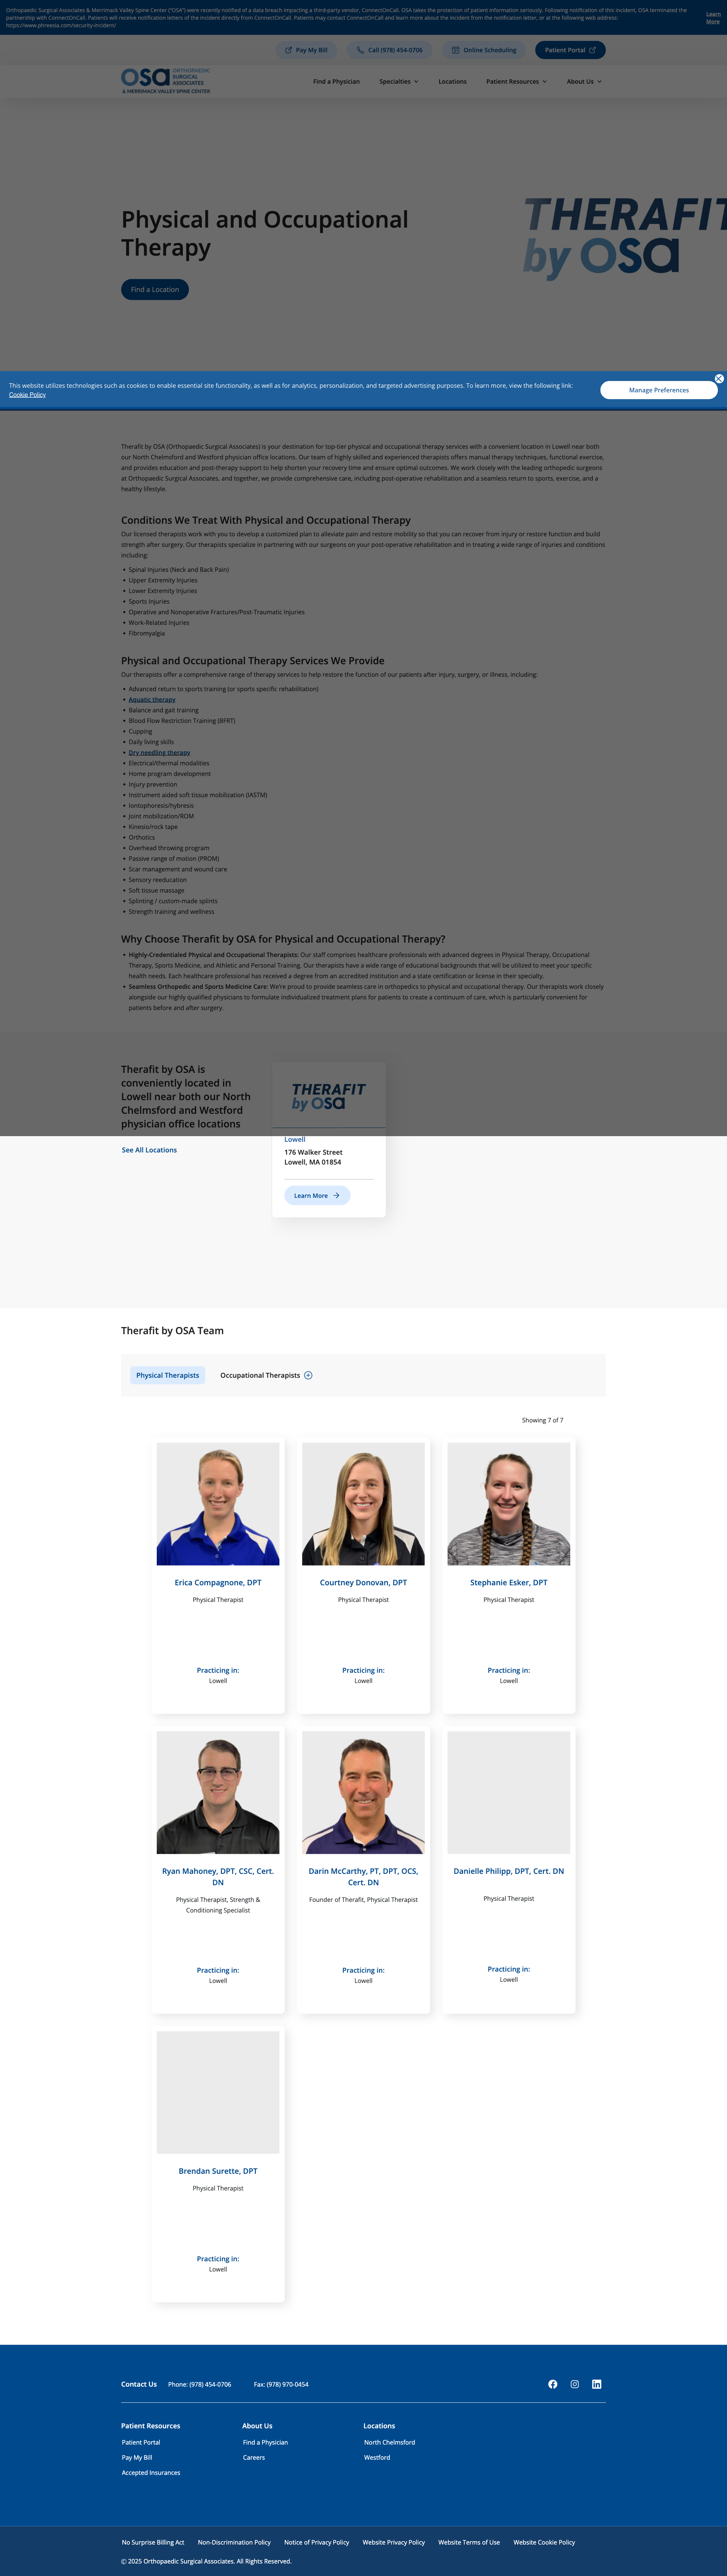 Orthopaedic Surgical Associates & Merrimack Valley Spine Center ("OSA") were recently notified of a data breach impacting a third-party vendor, ConnectOnCall. OSA takes the protection of patient information seriously. Following notification of this incident, OSA terminated the
partnership with ConnectOnCall. Patients will receive notification letters of the incident directly from ConnectOnCall. Patients may contact ConnectOnCall and learn more about the incident from the notification letter, or at the following web address:
https://www.phreesia.com/security-incident/
Learn
More
Pay My Bill
Call (978) 454-0706
Online Scheduling
Patient Portal
OSA ORTHOPAEDIC
SURGICAL
ASSOCIATES
& MERRIMACK VALLEY SPINE CENTER
Find a Physician
Specialties
Locations
Patient Resources
About Us
Physical and Occupational
Therapy
Find a Location
THERAFIT
by OSA
This website utilizes technologies such as cookies to enable essential site functionality, as well as for analytics, personalization, and targeted advertising purposes. To learn more, view the following link:
Cookie Policy
Manage Preferences
Therafit by OSA (Orthopaedic Surgical Associates) is your destination for top-tier physical and occupational therapy services with a convenient location in Lowell near both
our North Chelmsford and Westford physician office locations. Our team of highly skilled and experienced therapists offers manual therapy techniques, functional exercise,
and provides education and post-therapy support to help shorten your recovery time and ensure optimal outcomes. We work closely with the leading orthopedic surgeons
at Orthopaedic Surgical Associates, and together, we provide comprehensive care, including post-operative rehabilitation and a seamless return to sports, exercise, and a
healthy lifestyle.
Conditions We Treat With Physical and Occupational Therapy
Our licensed therapists work with you to develop a customized plan to alleviate pain and restore mobility so that you can recover from injury or restore function and build
strength after surgery. Our therapists specialize in partnering with our surgeons on your post-operative rehabilitation and in treating a wide range of injuries and conditions
including:
• Spinal Injuries (Neck and Back Pain)
• Upper Extremity Injuries
• Lower Extremity Injuries
• Sports Injuries
• Operative and Nonoperative Fractures/Post-Traumatic Injuries
• Work-Related Injuries
• Fibromyalgia
Physical and Occupational Therapy Services We Provide
Our therapists offer a comprehensive range of therapy services to help restore the function of our patients after injury, surgery, or illness, including:
• Advanced return to sports training (or sports specific rehabilitation)
• Aquatic therapy
• Balance and gait training
• Blood Flow Restriction Training (BFRT)
• Cupping
• Daily living skills
• Dry needling therapy
• Electrical/thermal modalities
• Home program development
• Injury prevention
• Instrument aided soft tissue mobilization (IASTM)
• Iontophoresis/hybresis
• Joint mobilization/ROM
• Kinesio/rock tape
• Orthotics
• Overhead throwing program
• Passive range of motion (PROM)
• Scar management and wound care
• Sensory reeducation
• Soft tissue massage
• Splinting / custom-made splints
• Strength training and wellness
Why Choose Therafit by OSA for Physical and Occupational Therapy?
• Highly-Credentialed Physical and Occupational Therapists: Our staff comprises healthcare professionals with advanced degrees in Physical Therapy, Occupational
Therapy, Sports Medicine, and Athletic and Personal Training. Our therapists have a wide range of educational backgrounds that will be utilized to meet your specific
health needs. Each healthcare professional has received a degree from an accredited institution and a state certification or license in their specialty.
• Seamless Orthopedic and Sports Medicine Care: We're proud to provide seamless care in orthopedics to physical and occupational therapy. Our therapists work closely
alongside our highly qualified physicians to formulate individualized treatment plans for patients to create a continuum of care, which is particularly convenient for
patients before and after surgery.
Therafit by OSA is
conveniently located in
Lowell near both our North
Chelmsford and Westford
physician office locations
See All Locations
THERAFIT
by OSA
Lowell
176 Walker Street
Lowell, MA 01854
Learn More
Therafit by OSA Team
Physical Therapists
Occupational Therapists
Showing 7 of 7
Erica Compagnone, DPT
Physical Therapist
Practicing in:
Lowell
Courtney Donovan, DPT
Physical Therapist
Practicing in:
Lowell
Stephanie Esker, DPT
Physical Therapist
Practicing in:
Lowell
Ryan Mahoney, DPT, CSC, Cert.
DN
Physical Therapist, Strength &
Conditioning Specialist
Practicing in:
Lowell
Darin McCarthy, PT, DPT, OCS,
Cert. DN
Founder of Therafit, Physical Therapist
Practicing in:
Lowell
Danielle Philipp, DPT, Cert. DN
Physical Therapist
Practicing in:
Lowell
Brendan Surette, DPT
Physical Therapist
Practicing in:
Lowell
Contact Us
Phone: (978) 454-0706
Fax: (978) 970-0454
Patient Resources
Patient Portal
Pay My Bill
Accepted Insurances
About Us
Find a Physician
Careers
Locations
North Chelmsford
Westford
No Surprise Billing Act
Non-Discrimination Policy
Notice of Privacy Policy
Website Privacy Policy
Website Terms of Use
Website Cookie Policy
© 2025 Orthopaedic Surgical Associates. All Rights Reserved.